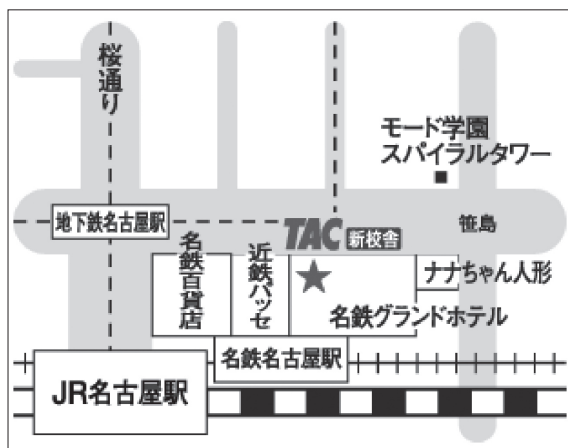 桜通り
モード学園
スパイラルタワー
地下鉄名古屋駅
TAC 新校舎
笹島
名鉄百貨店
近鉄パッセ
ナナちゃん人形
名鉄グランドホテル
名鉄名古屋駅
JR名古屋駅